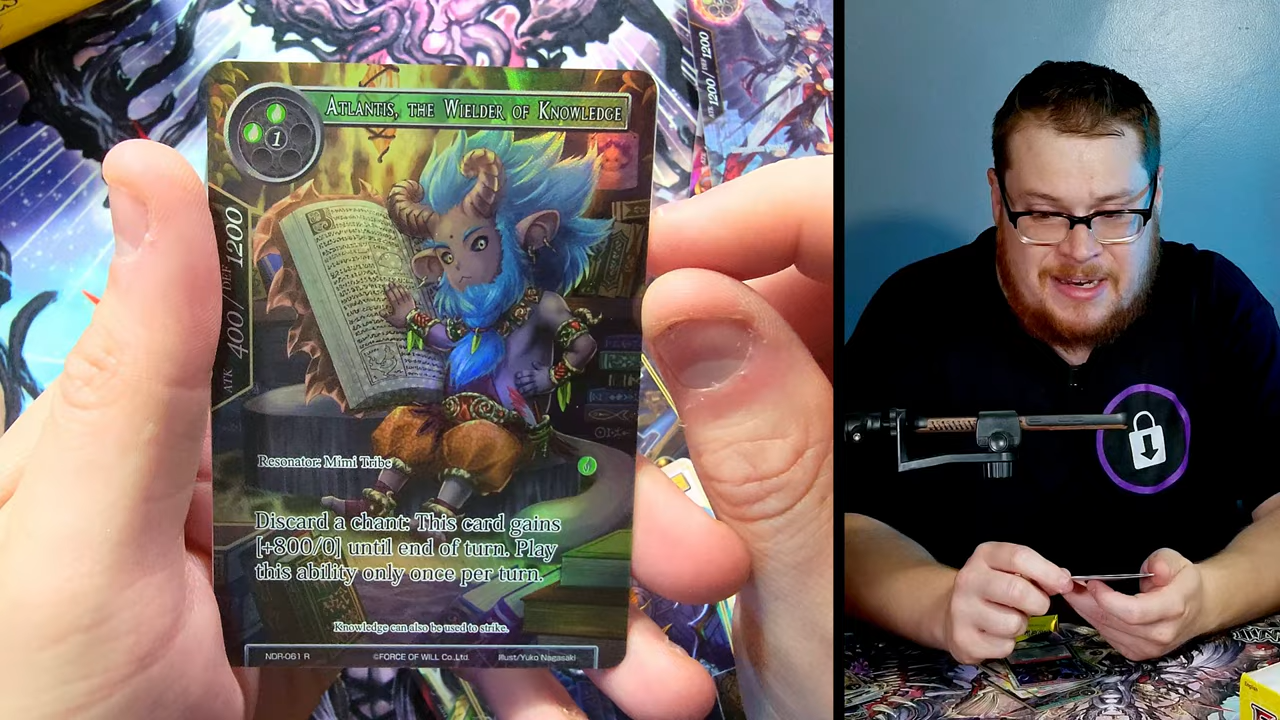 ATLANTIS, THE WIELDER OF KNOWLEDGE
1
ATK 400 / DEF 1200
Resonator: Mimi Tribe
Discard a chant: This card gains
[+800/0] until end of turn. Play
this ability only once per turn.
Knowledge can also be used to strike.
NDR-061 R ©FORCE OF WILL Co.,Ltd. Illust/Yuko Nagasaki
1200/1200